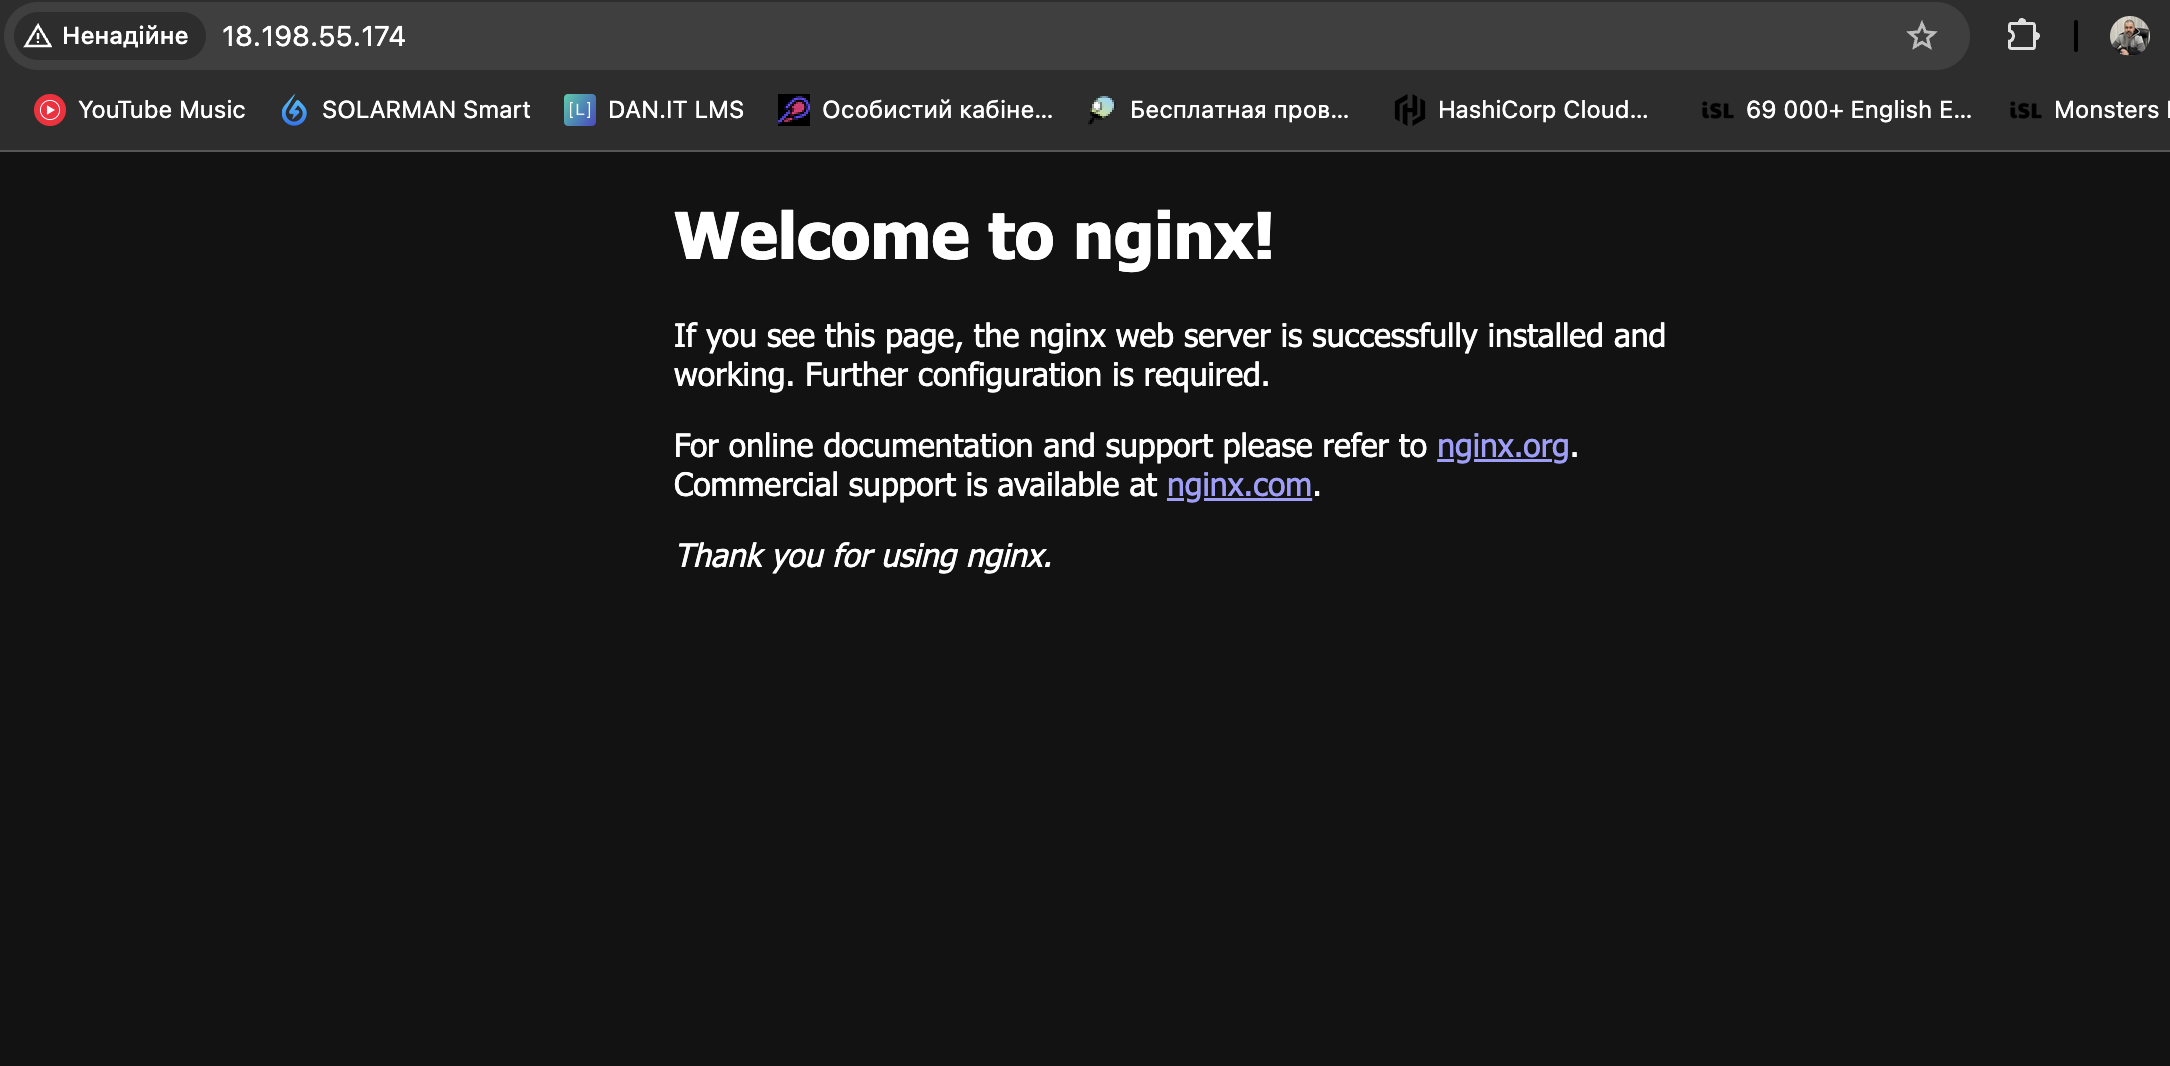 Ненадійне 18.198.55.174
YouTube Music SOLARMAN Smart [L] DAN.IT LMS Особистий кабіне... Бесплатная пров... HashiCorp Cloud... iSL 69 000+ English E... iSL Monsters
Welcome to nginx!
If you see this page, the nginx web server is successfully installed and
working. Further configuration is required.
For online documentation and support please refer to nginx.org.
Commercial support is available at nginx.com.
Thank you for using nginx.